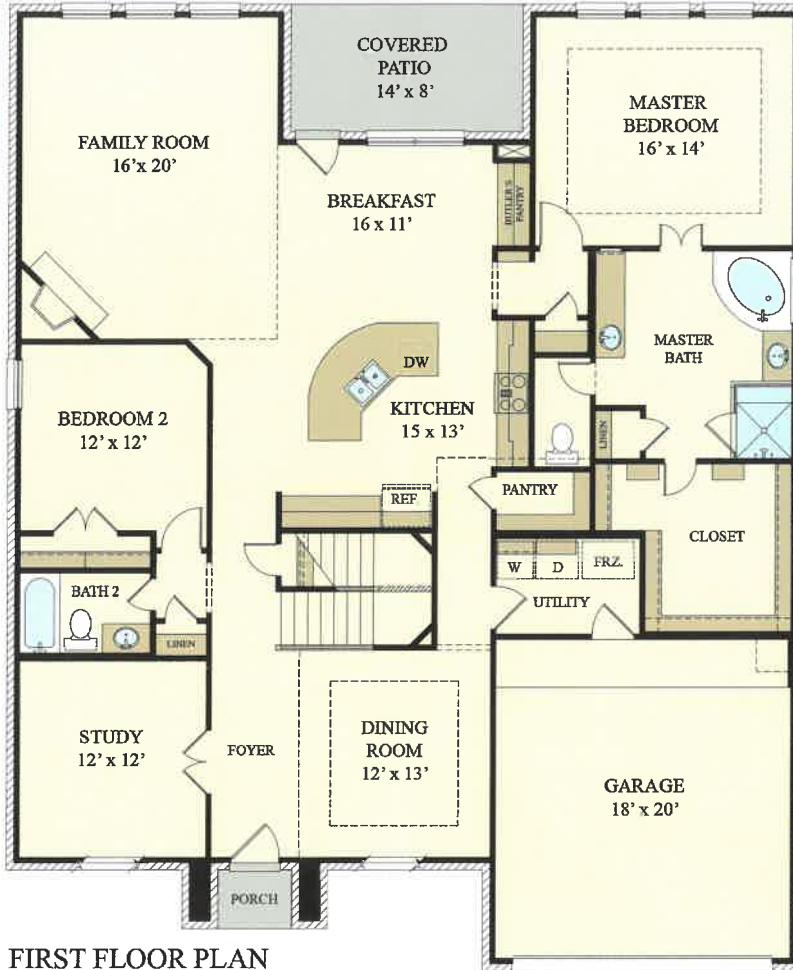 COVERED
PATIO
14' x 8'
FAMILY ROOM
16'x 20'
MASTER
BEDROOM
16' x 14'
BREAKFAST
16 x 11'
BUTLER'S
PANTRY
MASTER
BATH
DW
KITCHEN
15 x 13'
BEDROOM 2
12' x 12'
LINEN
REF
PANTRY
CLOSET
W
D
FRZ.
UTILITY
BATH 2
LINEN
STUDY
12' x 12'
FOYER
DINING
ROOM
12' x 13'
GARAGE
18' x 20'
PORCH
FIRST FLOOR PLAN